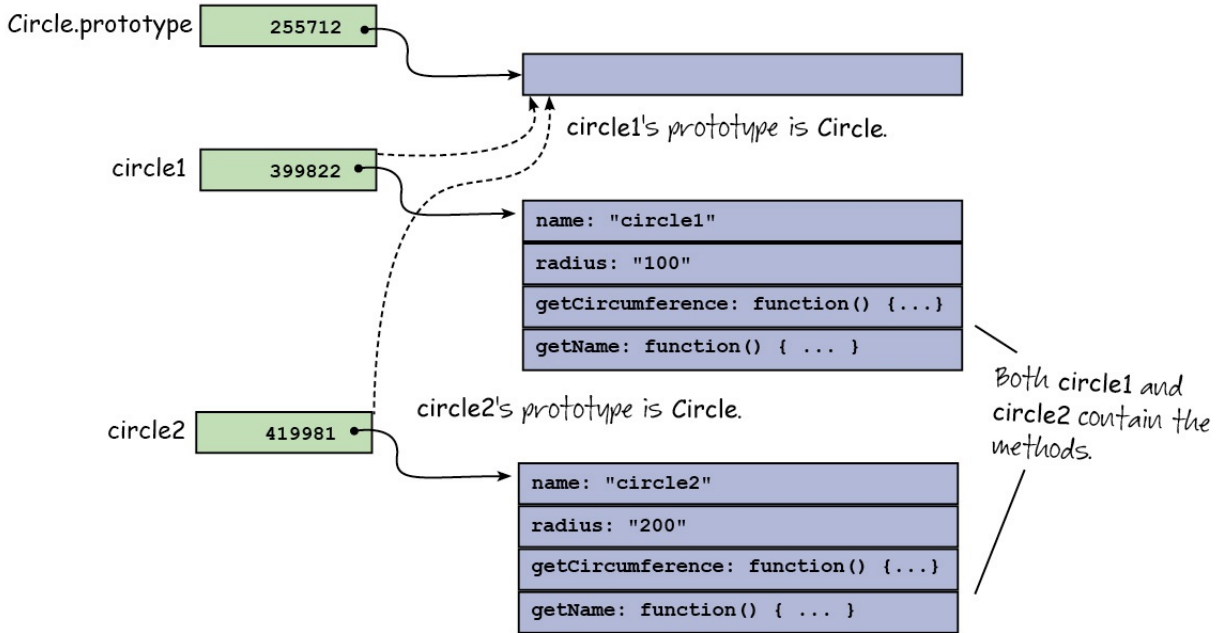 Circle.prototype
255712
circle1's prototype is Circle.
circle1
399822
name: "circle1"
radius: "100"
getCircumference: function() {...}
getName: function() { ... }
Both circle1 and
circle2 contain the
methods.
circle2's prototype is Circle.
circle2
419981
name: "circle2"
radius: "200"
getCircumference: function() {...}
getName: function() { ... }